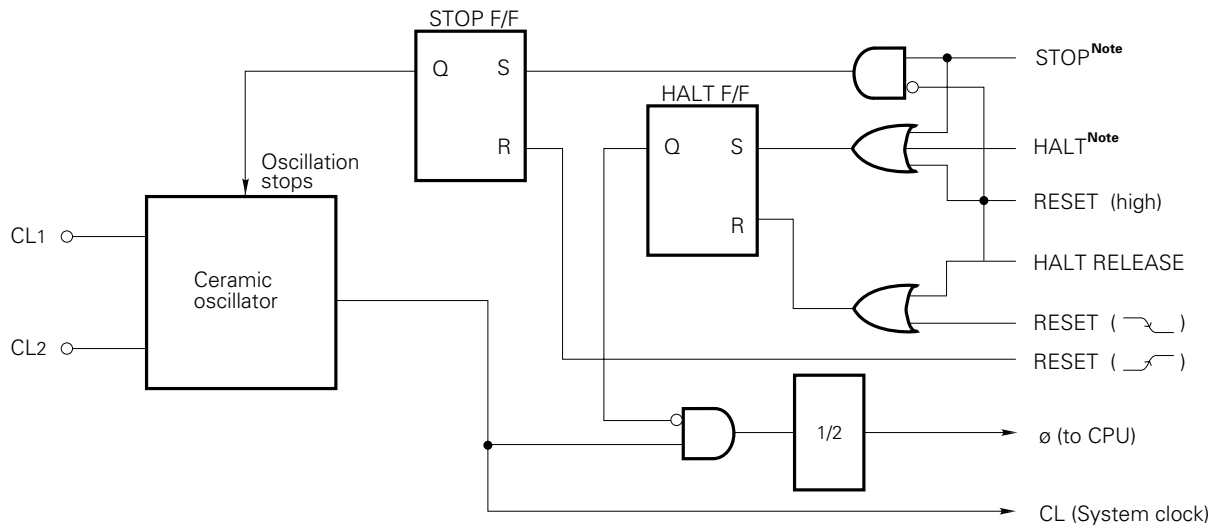 STOP F/F
Q S
R
STOP Note
HALT F/F
Q S
R
HALT Note
Oscillation
stops
RESET (high)
CL1
Ceramic
oscillator
HALT RELEASE
CL2
RESET ( )
RESET ( )
1/2
ø (to CPU)
CL (System clock)